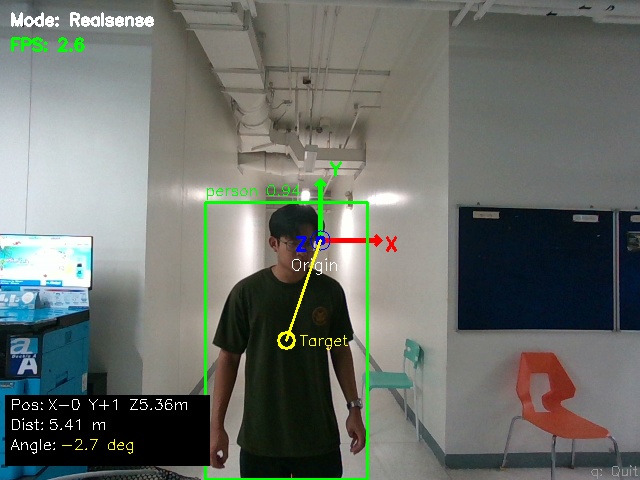 Mode: Realsense
FPS: 2.6
person 0.94
Y
Z
X
Origin
Target
a
Double A
A
Pos: X-0 Y+1 Z5.36m
Dist: 5.41 m
Angle: -2.7 deg
q: Quit